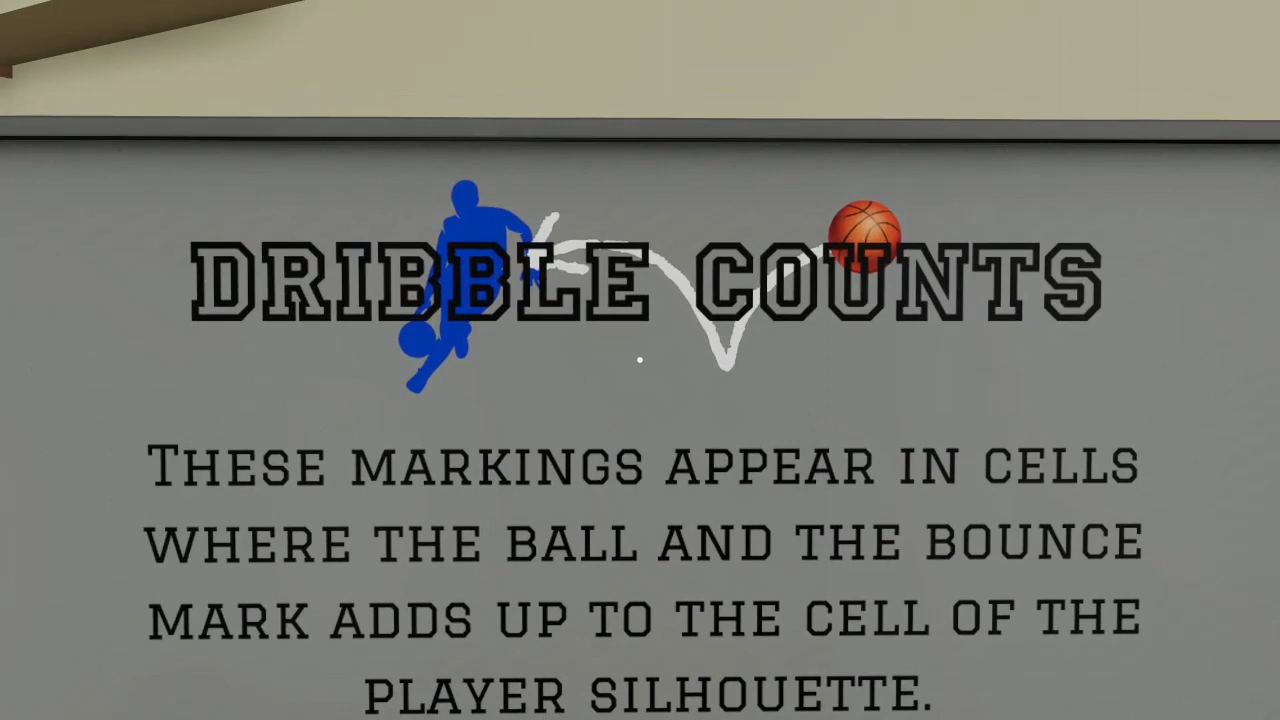 DRIBBLE COUNTS
THESE MARKINGS APPEAR IN CELLS
WHERE THE BALL AND THE BOUNCE
MARK ADDS UP TO THE CELL OF THE
PLAYER SILHOUETTE.